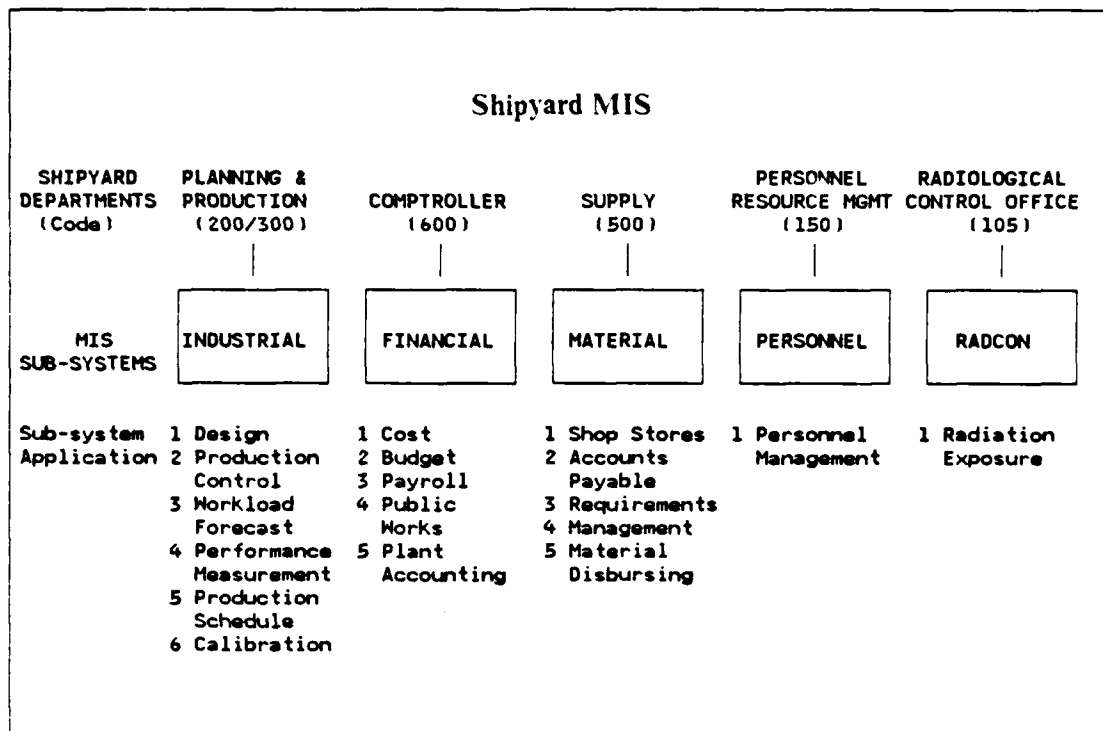 Shipyard MIS
SHIPYARD PLANNING & PERSONNEL RADIOLOGICAL
DEPARTMENTS PRODUCTION COMPTROLLER SUPPLY RESOURCE MGMT CONTROL OFFICE
(Code) (200/300) (600) (500) (150) (105)
MIS INDUSTRIAL FINANCIAL MATERIAL PERSONNEL RADCON
SUB-SYSTEMS
Sub-system 1 Design 1 Cost 1 Shop Stores 1 Personnel 1 Radiation
Application 2 Production 2 Budget 2 Accounts Management Exposure
Control 3 Payroll Payable
3 Workload 4 Public 3 Requirements
Forecast Works 4 Management
4 Performance 5 Plant 5 Material
Measurement Accounting Disbursing
5 Production
Schedule
6 Calibration